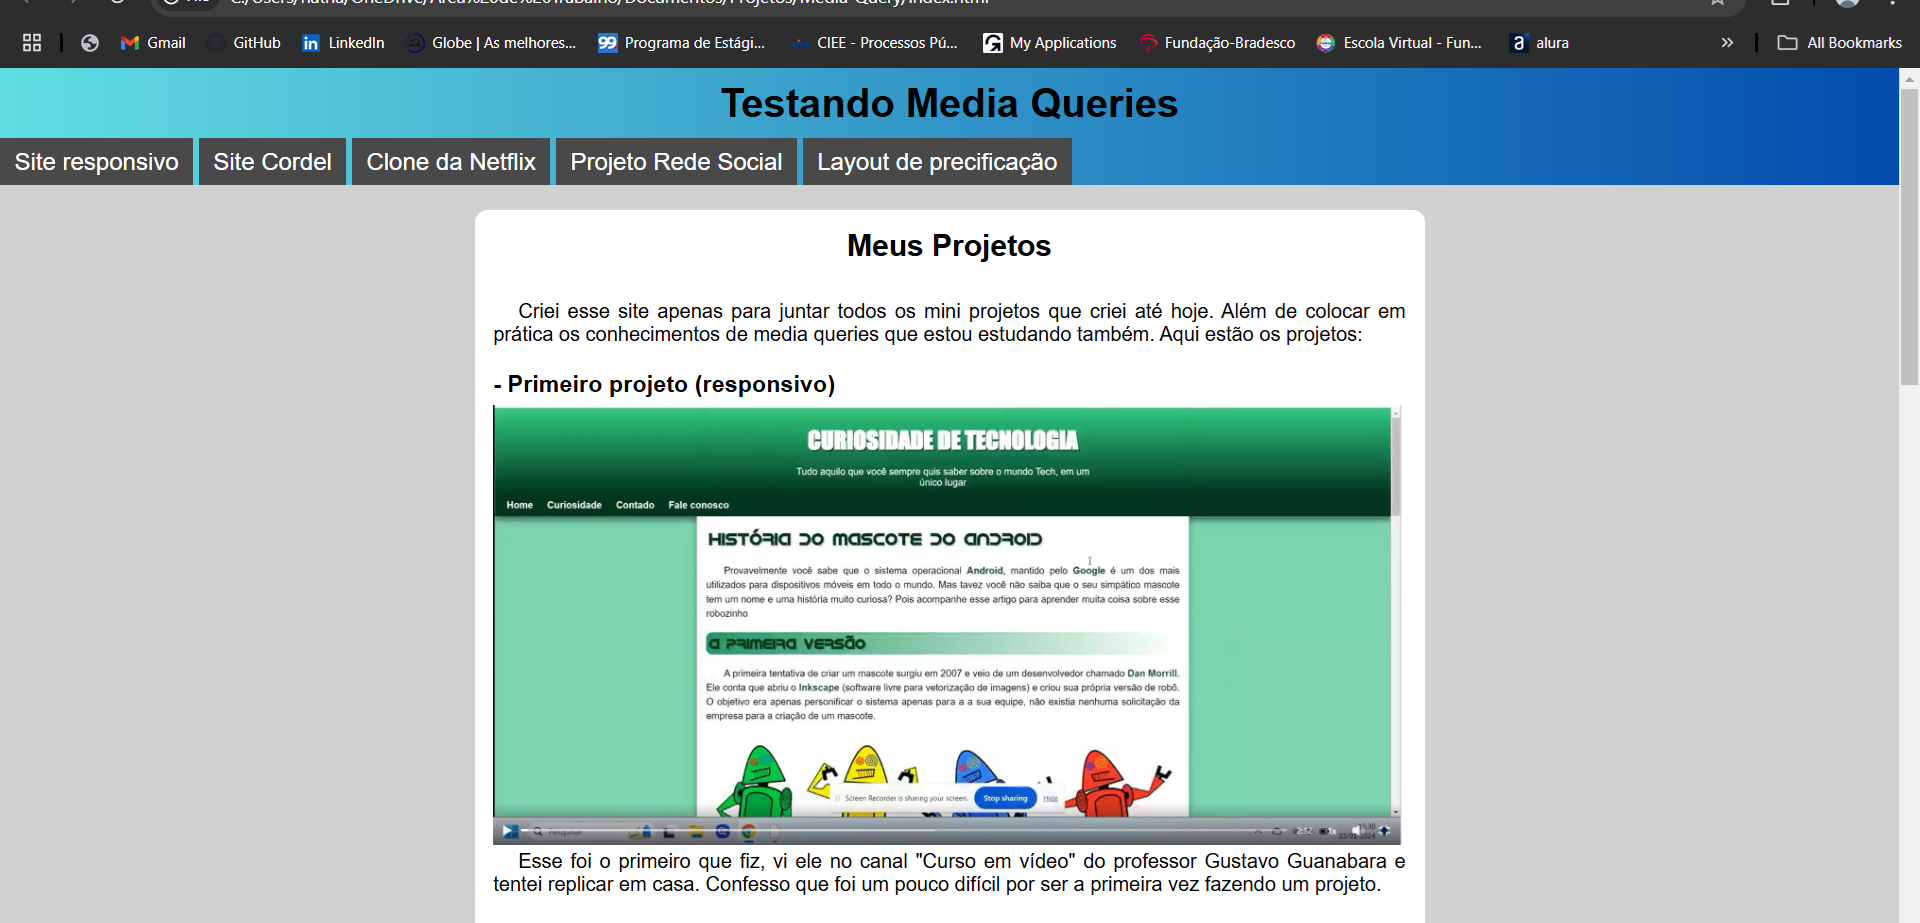 Gmail
GitHub
LinkedIn
Globe | As melhores...
99
Programa de Estági...
CIEE - Processos Pú...
My Applications
Fundação-Bradesco
Escola Virtual - Fun...
alura
All Bookmarks
Testando Media Queries
Site responsivo
Site Cordel
Clone da Netflix
Projeto Rede Social
Layout de precificação
Meus Projetos
Criei esse site apenas para juntar todos os mini projetos que criei até hoje. Além de colocar em
prática os conhecimentos de media queries que estou estudando também. Aqui estão os projetos:
- Primeiro projeto (responsivo)
CURIOSIDADE DE TECNOLOGIA
Tudo aquilo que você sempre quis saber sobre o mundo Tech, em um
único lugar
Home Curiosidade Contado Fale conosco
HISTÓRIA DO MASCOTE DO ANDROID
Provavelmente você sabe que o sistema operacional Android, mantido pelo Google é um dos mais
utilizados para dispositivos móveis em todo o mundo. Mas tavez você não saiba que o seu simpático mascote
tem um nome e uma história muito curiosa? Pois acompanhe esse artigo para aprender muita coisa sobre esse
robozinho
A PRIMEIRA VERSÃO
A primeira tentativa de criar um mascote surgiu em 2007 e veio de um desenvolvedor chamado Dan Morrill.
Ele conta que abriu o Inkscape (software livre para vetorização de imagens) e criou sua própria versão de robô.
O objetivo era apenas personificar o sistema apenas para a a sua equipe, não existia nenhuma solicitação da
empresa para a criação de um mascote.
Screen Recorder is sharing your screen.
Stop sharing
Hide
Pesquisar
2:12
1x
15:30
23/01/2024
Esse foi o primeiro que fiz, vi ele no canal "Curso em vídeo" do professor Gustavo Guanabara e
tentei replicar em casa. Confesso que foi um pouco difícil por ser a primeira vez fazendo um projeto.